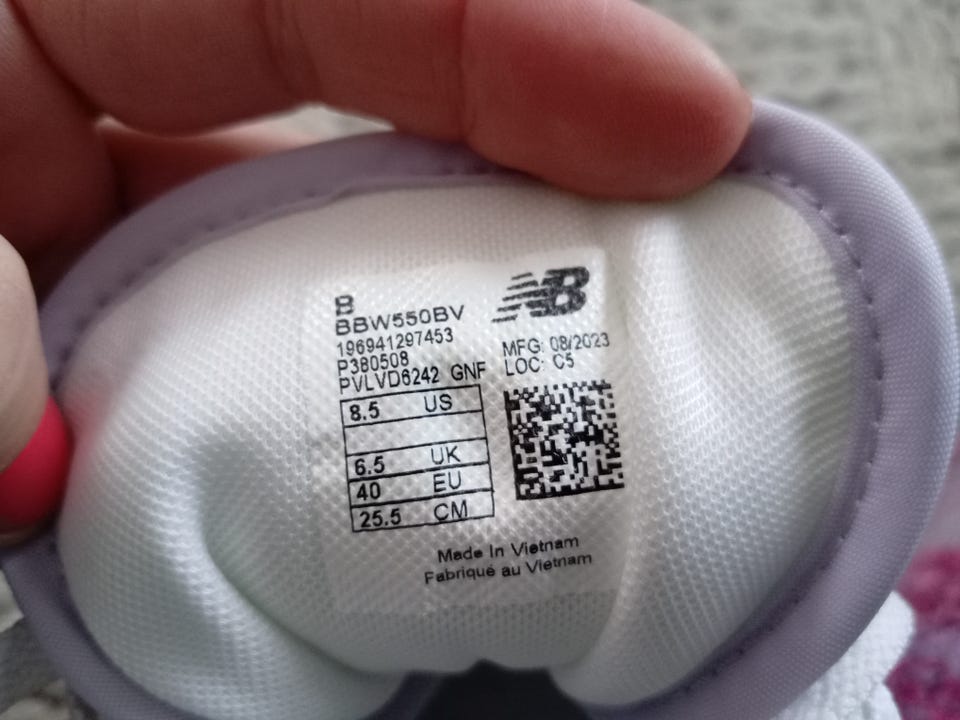 B
BBW550BV
196941297453
P380508
PVLVD6242 GNF
8.5 US
6.5 UK
40 EU
25.5 CM
NB
MFG: 08/2023
LOC: C5
Made In Vietnam
Fabriqué au Vietnam